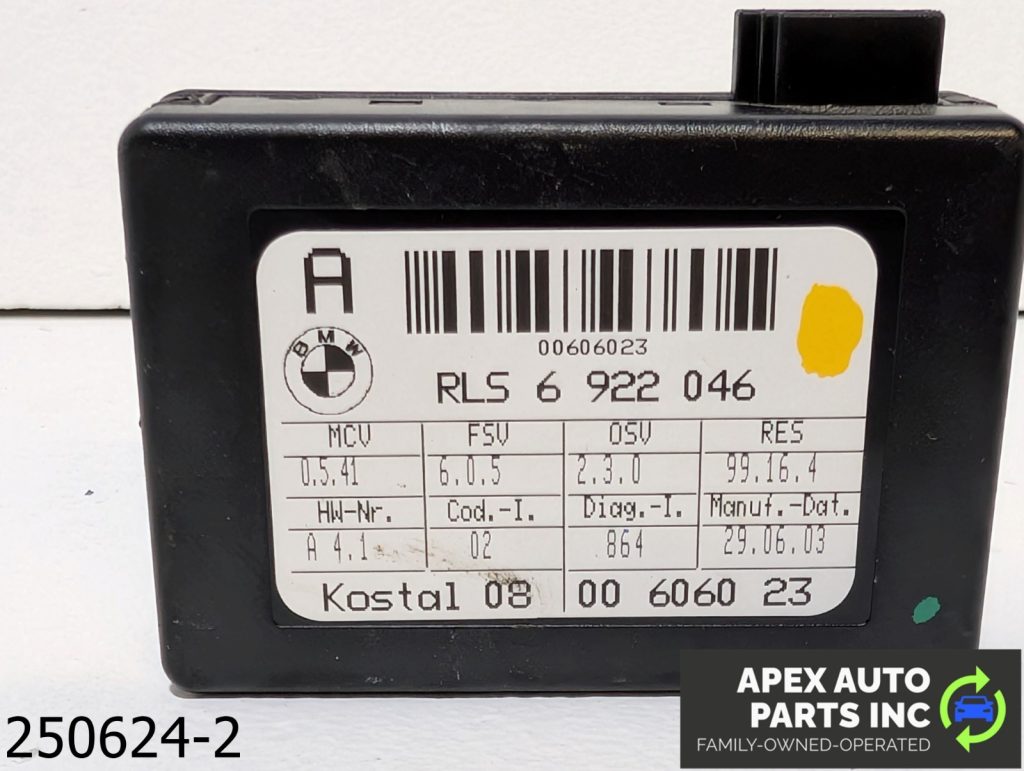 A
BMW
00606023
RLS 6 922 046
MCV FSV OSV RES
0.5.41 6.0.5 2.3.0 99.16.4
HW-Nr. Cod.-I. Diag.-I. Manuf.-Dat.
A 4.1 02 864 29.06.03
Kostal 08 00 6060 23
250624-2
APEX AUTO
PARTS INC
FAMILY-OWNED-OPERATED